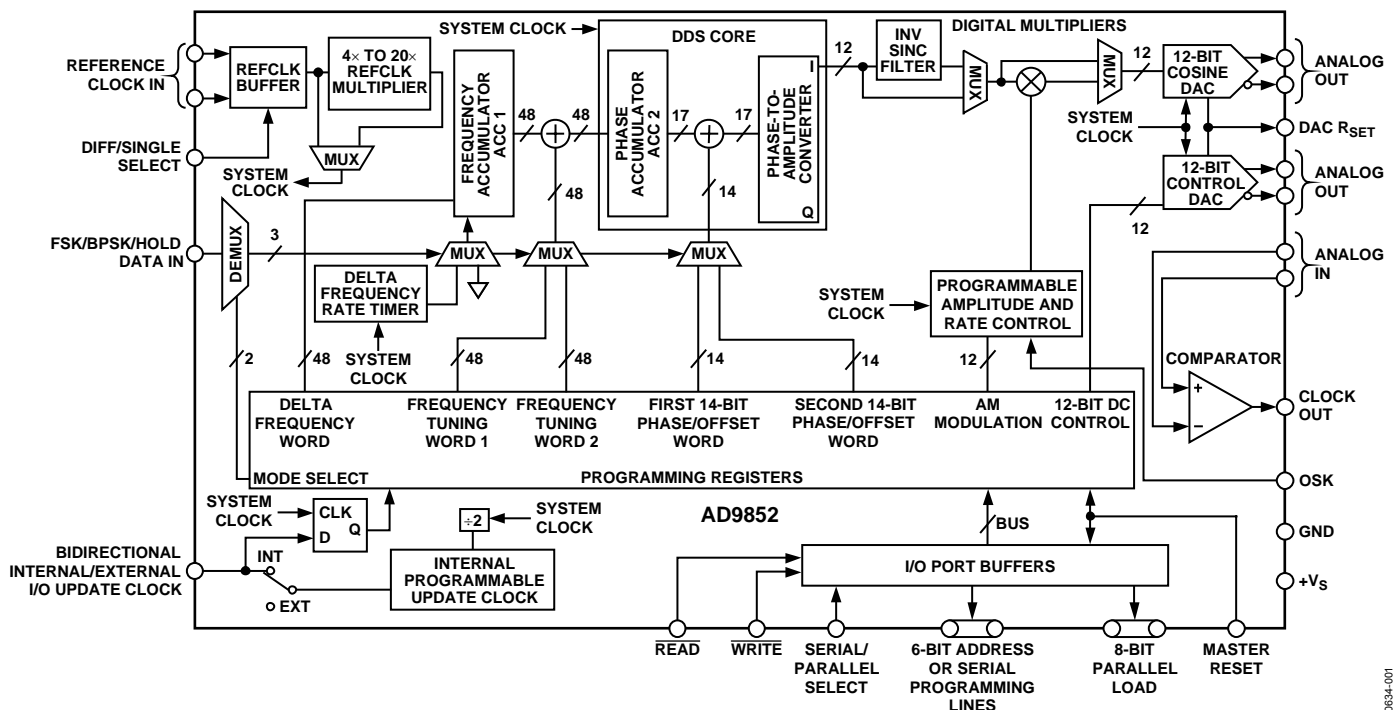 SYSTEM CLOCK
DIGITAL MULTIPLIERS
DDS CORE
REFERENCE
CLOCK IN
REFCLK
BUFFER
4× TO 20×
REFCLK
MULTIPLIER
FREQUENCY
ACCUMULATOR
ACC 1
48
48
PHASE
ACCUMULATOR
ACC 2
17
17
PHASE-TO-
AMPLITUDE
CONVERTER
I
Q
12
INV
SINC
FILTER
MUX
MUX
12
12-BIT
COSINE
DAC
ANALOG
OUT
SYSTEM
CLOCK
DAC RSET
DIFF/SINGLE
SELECT
MUX
SYSTEM
CLOCK
48
14
12-BIT
CONTROL
DAC
ANALOG
OUT
12
FSK/BPSK/HOLD
DATA IN
DEMUX
3
MUX
MUX
MUX
ANALOG
IN
DELTA
FREQUENCY
RATE TIMER
SYSTEM
CLOCK
SYSTEM
CLOCK
PROGRAMMABLE
AMPLITUDE AND
RATE CONTROL
2
48
48
48
14
14
12
COMPARATOR
+
−
CLOCK
OUT
DELTA
FREQUENCY
WORD
FREQUENCY
TUNING
WORD 1
FREQUENCY
TUNING
WORD 2
FIRST 14-BIT
PHASE/OFFSET
WORD
SECOND 14-BIT
PHASE/OFFSET
WORD
AM
MODULATION
12-BIT DC
CONTROL
MODE SELECT
PROGRAMMING REGISTERS
OSK
SYSTEM
CLOCK
CLK
D
Q
÷2
SYSTEM
CLOCK
AD9852
BUS
GND
BIDIRECTIONAL
INTERNAL/EXTERNAL
I/O UPDATE CLOCK
INT
EXT
INTERNAL
PROGRAMMABLE
UPDATE CLOCK
I/O PORT BUFFERS
+VS
READ
WRITE
SERIAL/
PARALLEL
SELECT
6-BIT ADDRESS
OR SERIAL
PROGRAMMING
LINES
8-BIT
PARALLEL
LOAD
MASTER
RESET